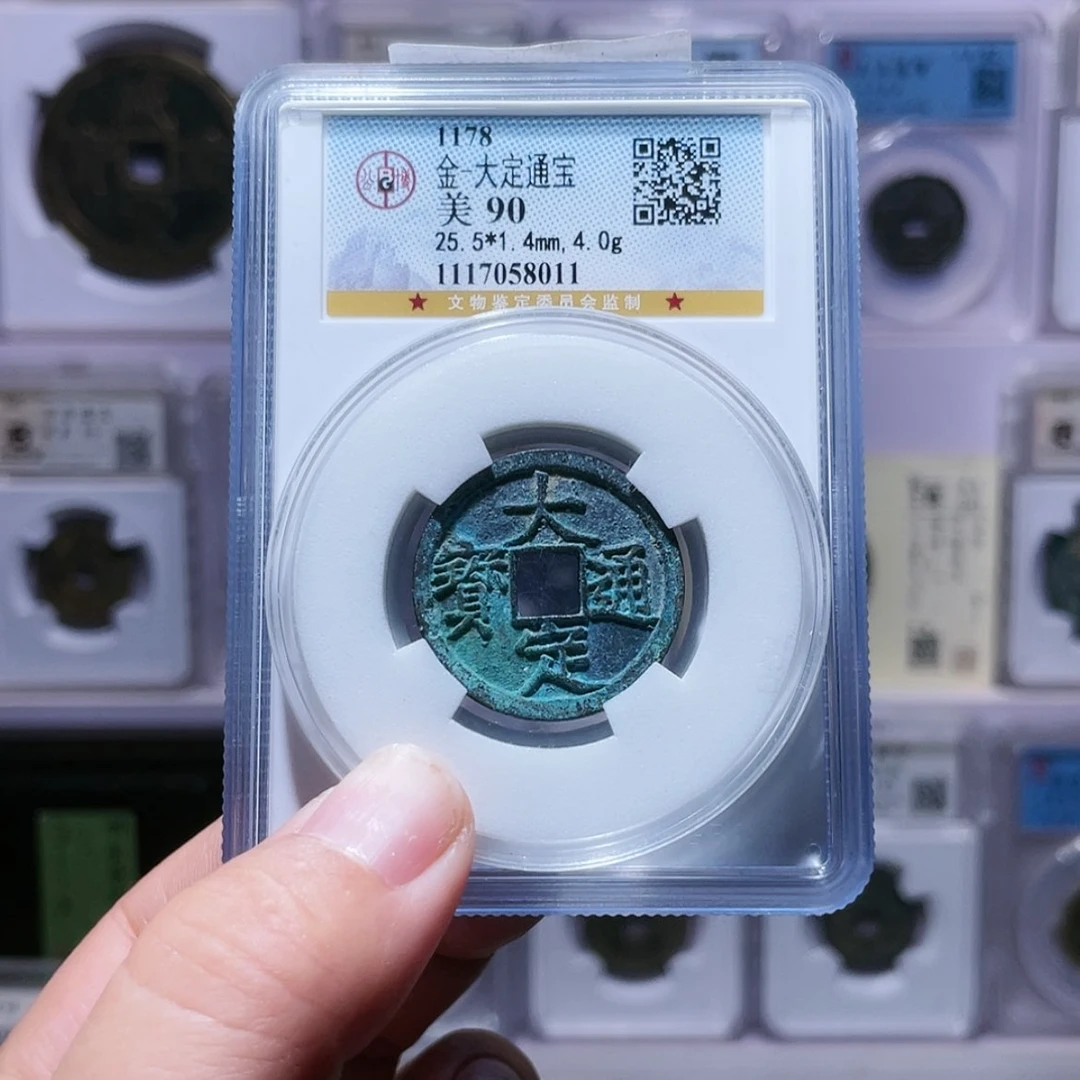 1178
金-大定通宝
美 90
25.5*1.4mm,4.0g
1117058011
★ 文物鉴定委员会监制 ★
大
寳 通
定